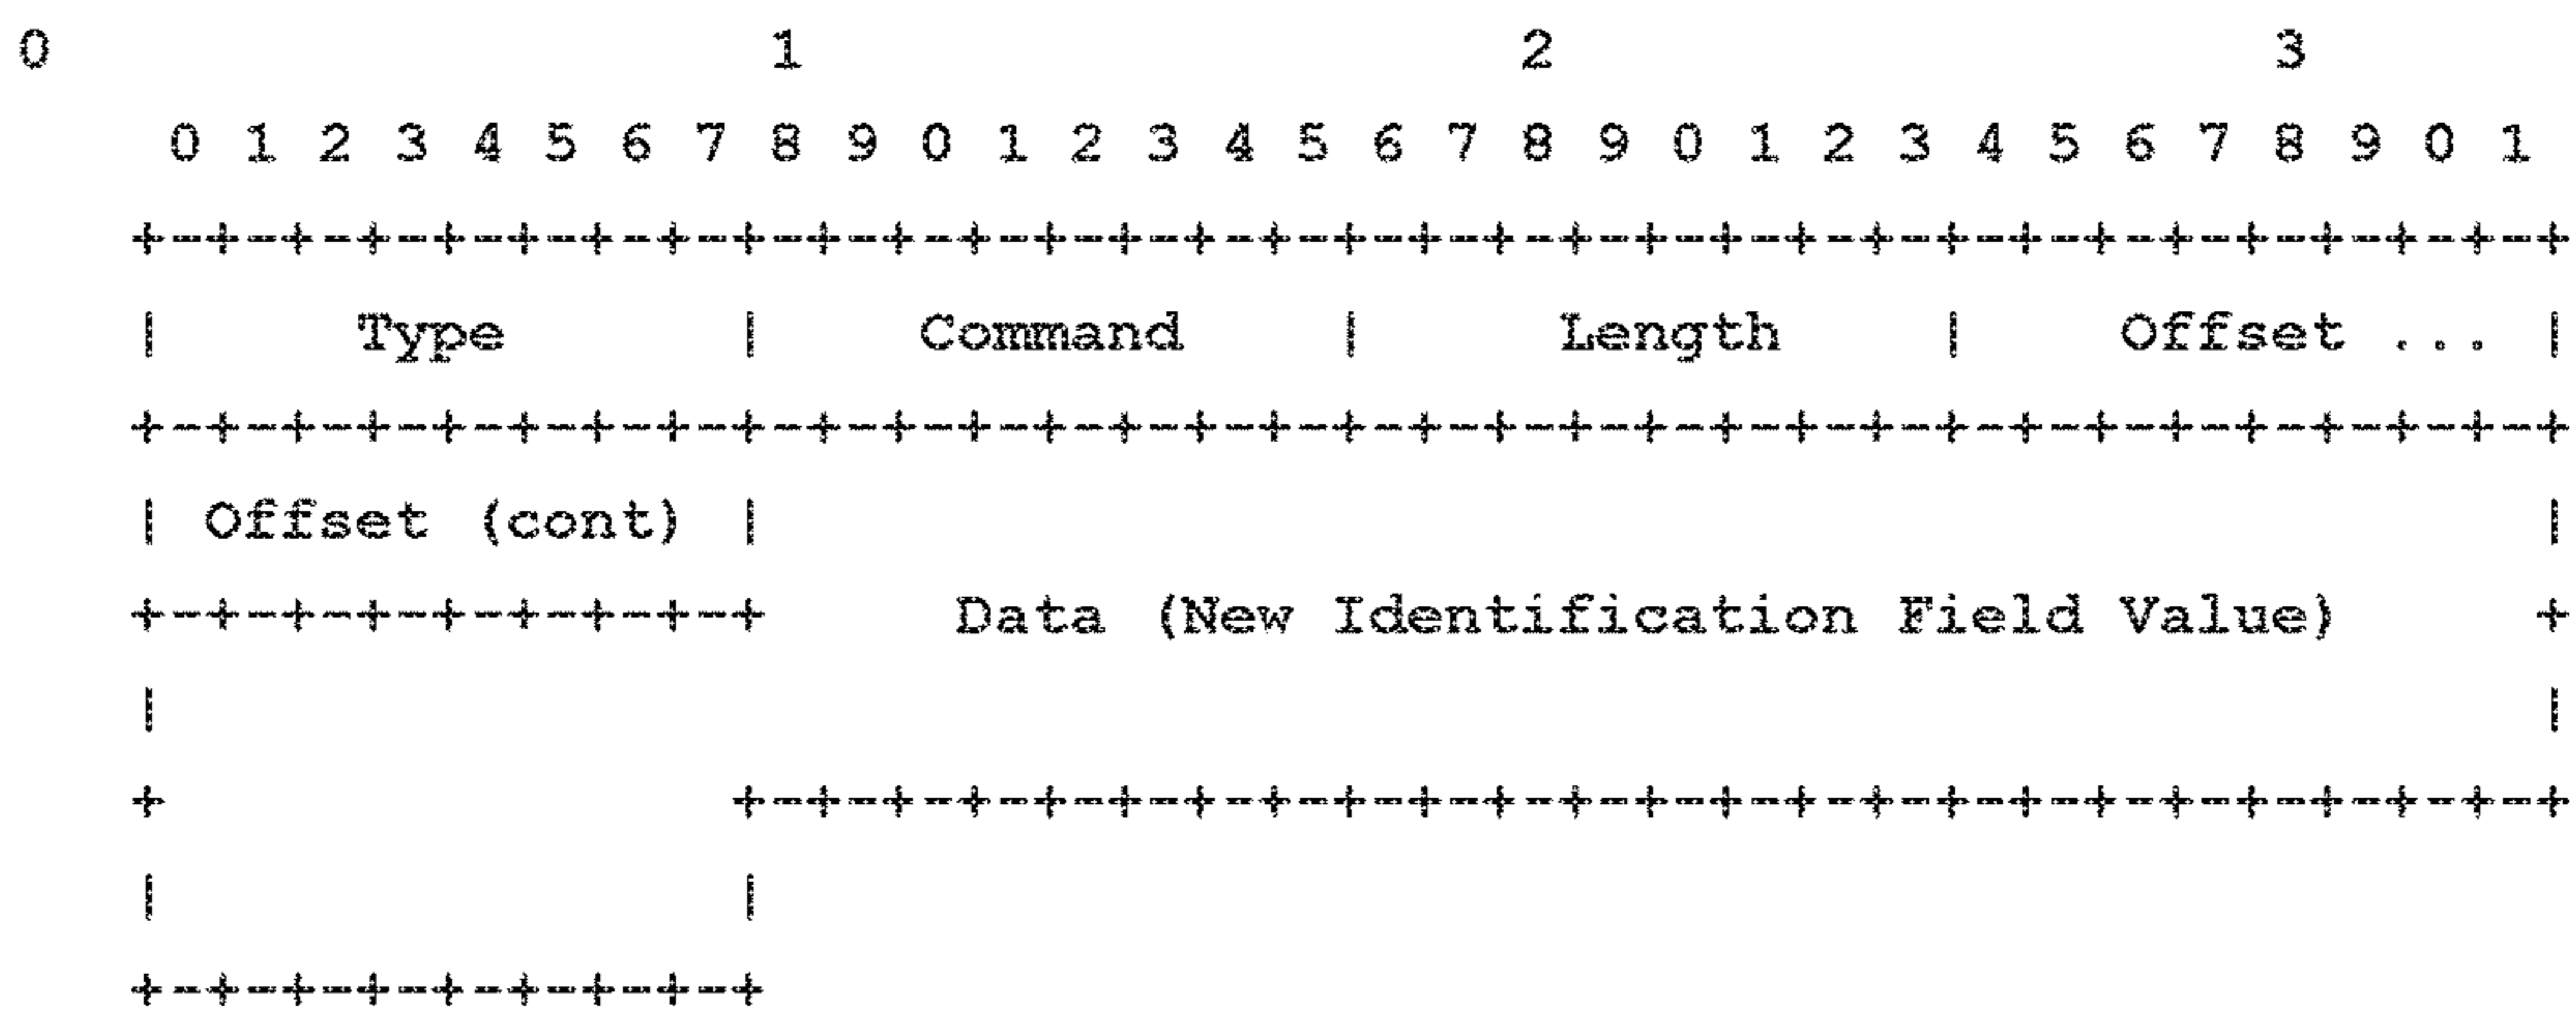 0                   1                   2                   3
    0 1 2 3 4 5 6 7 8 9 0 1 2 3 4 5 6 7 8 9 0 1 2 3 4 5 6 7 8 9 0 1
   +-+-+-+-+-+-+-+-+-+-+-+-+-+-+-+-+-+-+-+-+-+-+-+-+-+-+-+-+-+-+-+-+
   |     Type      |    Command    |     Length    |    Offset ... |
   +-+-+-+-+-+-+-+-+-+-+-+-+-+-+-+-+-+-+-+-+-+-+-+-+-+-+-+-+-+-+-+-+
   | Offset (cont) |                                               |
   +-+-+-+-+-+-+-+-+     Data (New Identification Field Value)     +
   |                                                               |
   +               +-+-+-+-+-+-+-+-+-+-+-+-+-+-+-+-+-+-+-+-+-+-+-+-+
   |               |
   +-+-+-+-+-+-+-+-+